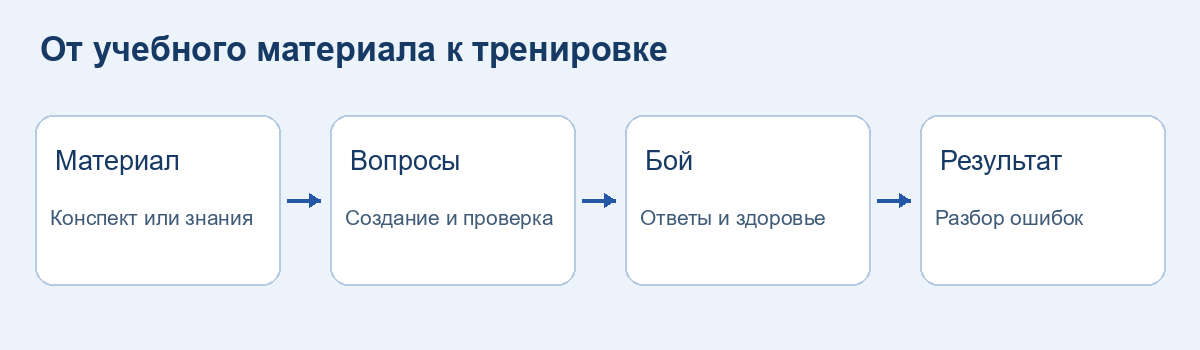 От учебного материала к тренировке
Материал
Конспект или знания
Вопросы
Создание и проверка
Бой
Ответы и здоровье
Результат
Разбор ошибок